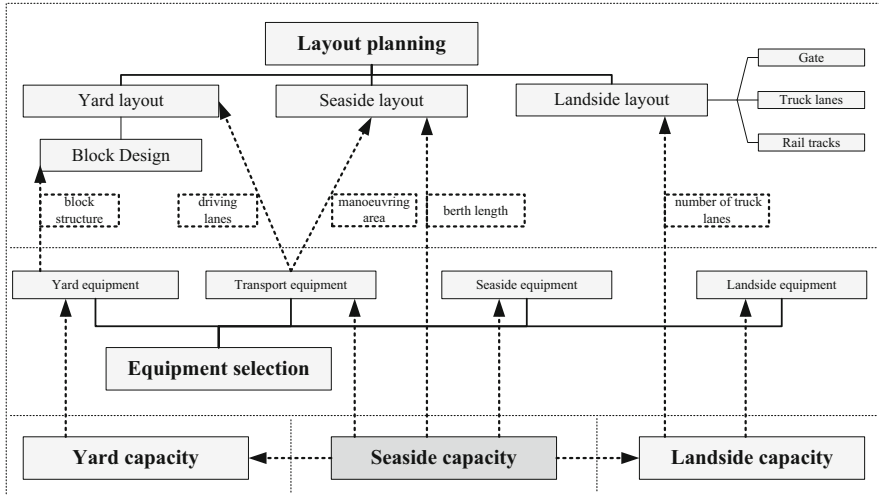 Layout planning
Gate
Yard layout
Seaside layout
Landside layout
Truck lanes
Block Design
Rail tracks
block
structure
driving
lanes
manoeuvring
area
berth length
number of truck
lanes
Yard equipment
Transport equipment
Seaside equipment
Landside equipment
Equipment selection
Yard capacity
Seaside capacity
Landside capacity